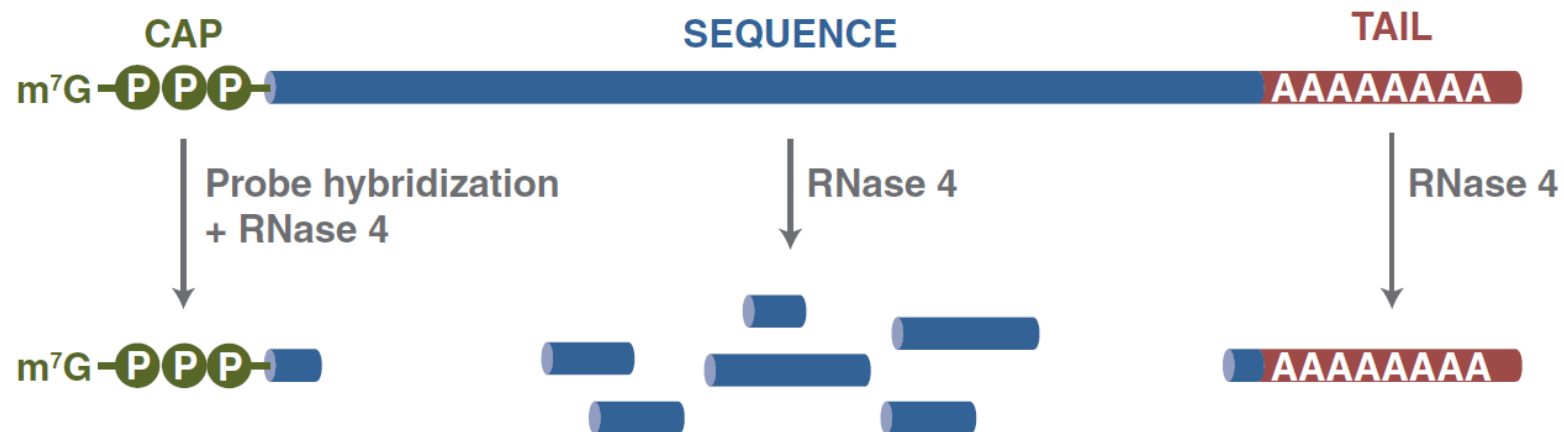 CAP
SEQUENCE
TAIL
m⁷G P P P
AAAAAAAA
Probe hybridization
+ RNase 4
RNase 4
RNase 4
m⁷G P P P
AAAAAAAA